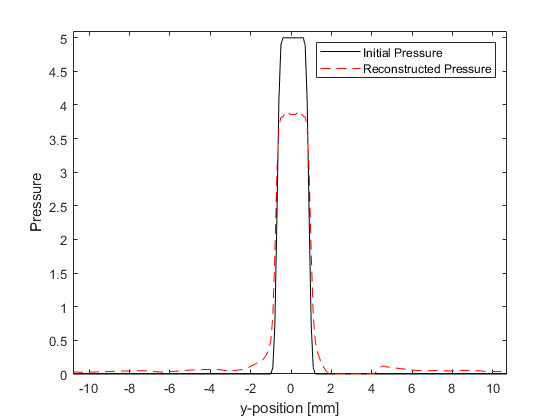 5
4.5
4
3.5
3
2.5
2
1.5
1
0.5
0
Pressure
Initial Pressure
Reconstructed Pressure
-10 -8 -6 -4 -2 0 2 4 6 8 10
y-position [mm]